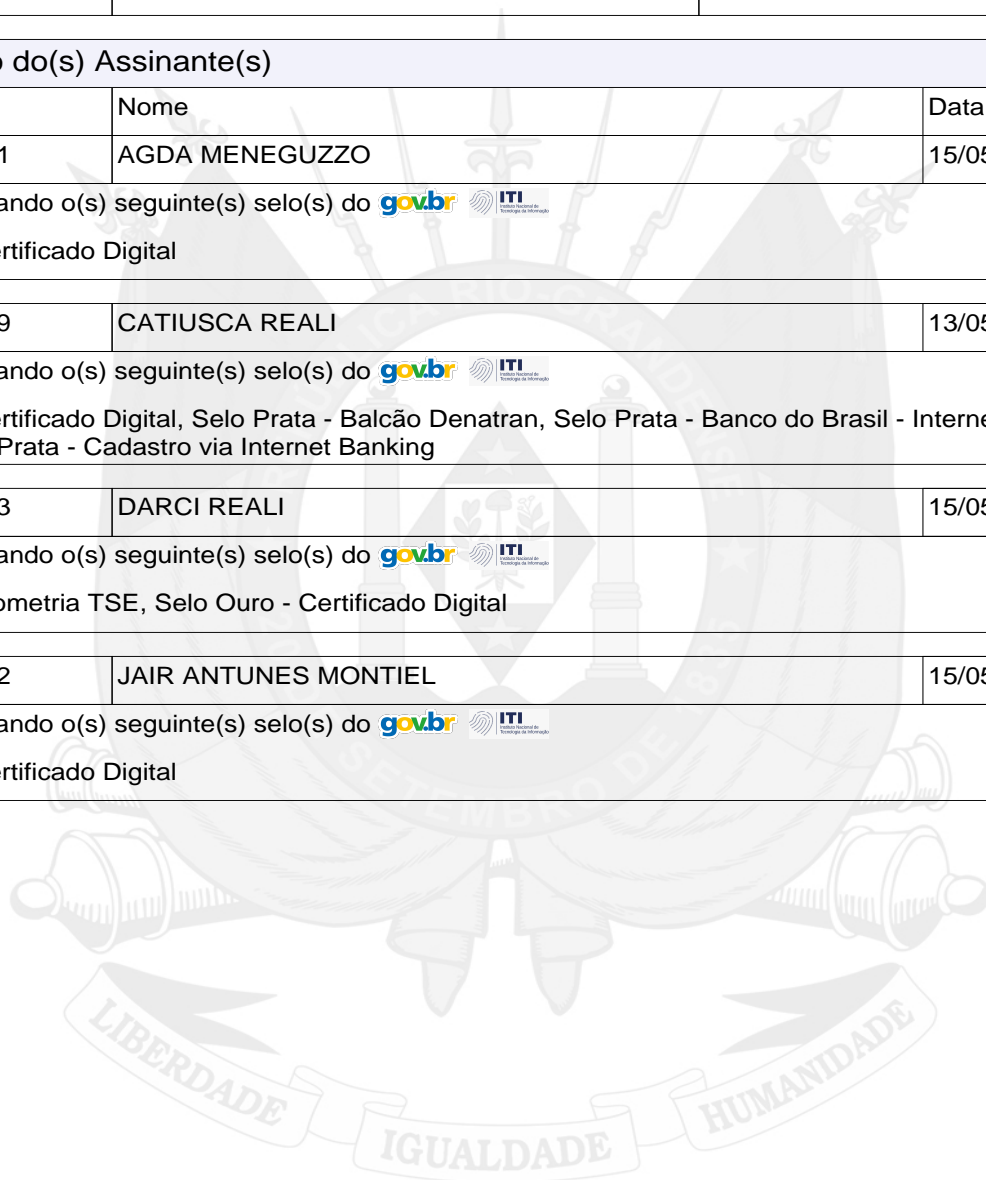 o do(s) Assinante(s)
Nome Data
1 AGDA MENEGUZZO 15/05
ando o(s) seguinte(s) selo(s) do gov.br ITI
ertificado Digital
9 CATIUSCA REALI 13/05
ando o(s) seguinte(s) selo(s) do gov.br ITI
ertificado Digital, Selo Prata - Balcão Denatran, Selo Prata - Banco do Brasil - Interne
Prata - Cadastro via Internet Banking
3 DARCI REALI 15/05
ando o(s) seguinte(s) selo(s) do gov.br ITI
ometria TSE, Selo Ouro - Certificado Digital
2 JAIR ANTUNES MONTIEL 15/05
ando o(s) seguinte(s) selo(s) do gov.br ITI
ertificado Digital
LIBERDADE IGUALDADE HUMANIDADE